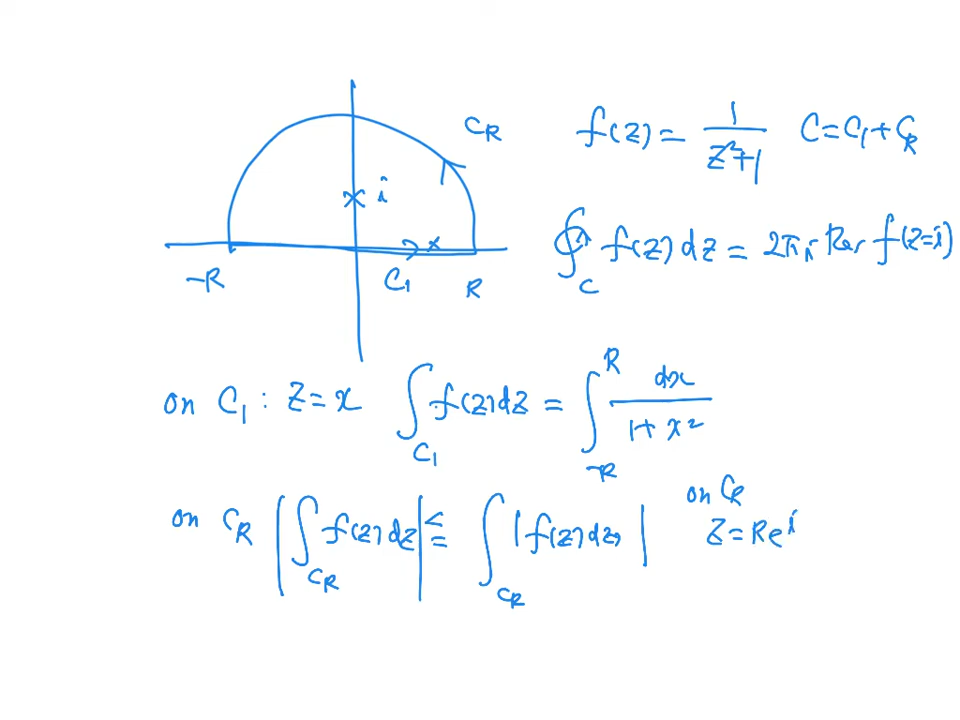 C_R
i
-R C_1 R
f(z) = 1/(z²+1) C = C_1 + C_R
∮_C f(z) dz = 2πi Res f(z=i)
on C_1 : z = x ∫_{C_1} f(z) dz = ∫_{-R}^{R} dx/(1+x²)
on C_R |∫_{C_R} f(z) dz| ≤ ∫_{C_R} |f(z) dz| on C_R
z = Re^i